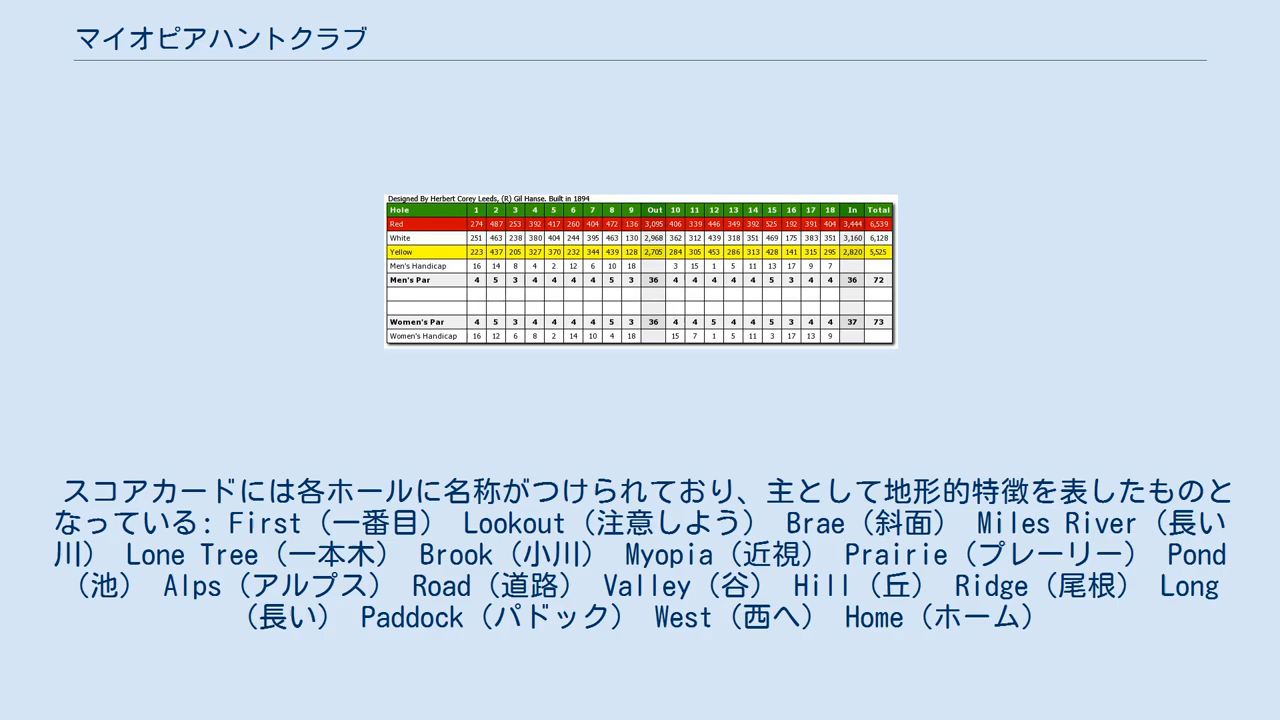 マイオピアハントクラブ
Designed By Herbert Corey Leeds, (R) Gil Hanse. Built in 1894
Hole 1 2 3 4 5 6 7 8 9 Out 10 11 12 13 14 15 16 17 18 In Total
Red 274 487 253 392 417 260 404 472 136 3,095 406 339 446 349 392 525 192 391 404 3,444 6,539
White 251 463 238 380 404 244 395 463 130 2,968 362 312 439 318 351 469 175 383 351 3,160 6,128
Yellow 223 437 205 327 370 232 344 439 128 2,705 284 305 453 286 313 428 141 315 295 2,820 5,525
Men's Handicap 16 14 8 4 2 12 6 10 18 3 15 1 5 11 13 17 9 7
Men's Par 4 5 3 4 4 4 4 5 3 36 4 4 4 4 4 5 3 4 4 36 72
Women's Par 4 5 3 4 4 4 4 5 3 36 4 4 5 4 4 5 3 4 4 37 73
Women's Handicap 16 12 6 8 2 14 10 4 18 15 7 1 5 11 3 17 13 9
スコアカードには各ホールに名称がつけられており、主として地形的特徴を表したものと
なっている: First（一番目） Lookout（注意しよう） Brae（斜面） Miles River（長い
川） Lone Tree（一本木） Brook（小川） Myopia（近視） Prairie（プレーリー） Pond
（池） Alps（アルプス） Road（道路） Valley（谷） Hill（丘） Ridge（尾根） Long
（長い） Paddock（パドック） West（西へ） Home（ホーム）